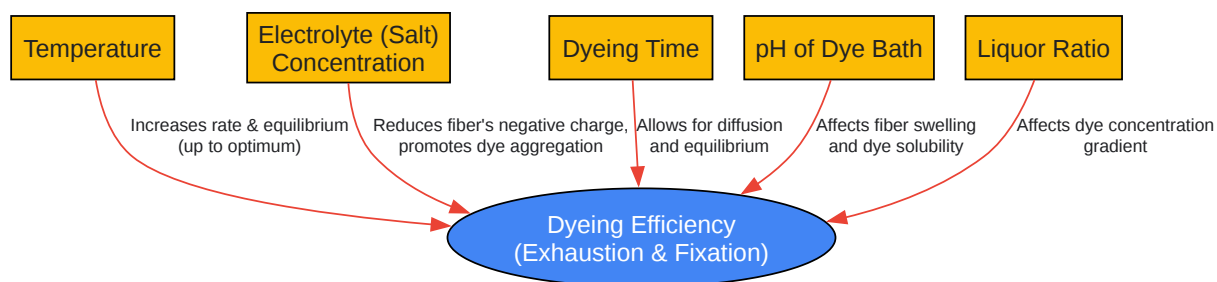 Temperature
Electrolyte (Salt)
Concentration
Dyeing Time
pH of Dye Bath
Liquor Ratio
Increases rate & equilibrium
(up to optimum)
Reduces fiber's negative charge,
promotes dye aggregation
Allows for diffusion
and equilibrium
Affects fiber swelling
and dye solubility
Affects dye concentration
gradient
Dyeing Efficiency
(Exhaustion & Fixation)